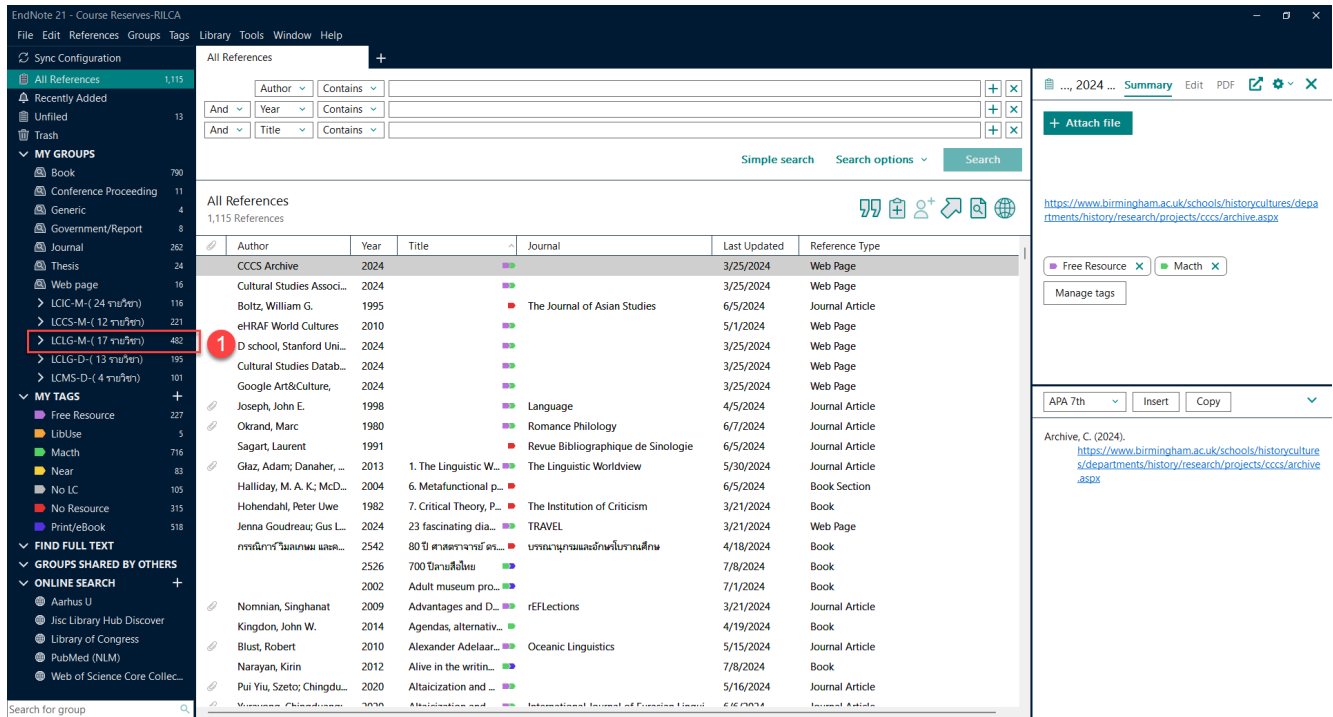 EndNote 21 - Course Reserves-RILCA
File Edit References Groups Tags Library Tools Window Help
Sync Configuration
All References 1,115
Recently Added
Unfiled 13
Trash
MY GROUPS
Book 790
Conference Proceeding 11
Generic 4
Government/Report 8
Journal 262
Thesis 24
Web page 16
LCIC-M-( 24 รายวิชา) 116
LCCS-M-( 12 รายวิชา) 221
LCLG-M-( 17 รายวิชา) 482
LCLG-D-( 13 รายวิชา) 195
LCMS-D-( 4 รายวิชา) 101
MY TAGS +
Free Resource 227
LibUse 5
Macth 716
Near 83
No LC 105
No Resource 315
Print/eBook 518
FIND FULL TEXT
GROUPS SHARED BY OTHERS
ONLINE SEARCH +
Aarhus U
Jisc Library Hub Discover
Library of Congress
PubMed (NLM)
Web of Science Core Collec...
Search for group
1
All References +
Author Contains
And Year Contains
And Title Contains
Simple search Search options Search
All References
1,115 References
Author Year Title Journal Last Updated Reference Type
CCCS Archive 2024 3/25/2024 Web Page
Cultural Studies Associ... 2024 3/25/2024 Web Page
Boltz, William G. 1995 The Journal of Asian Studies 6/5/2024 Journal Article
eHRAF World Cultures 2010 5/1/2024 Web Page
D school, Stanford Uni... 2024 3/25/2024 Web Page
Cultural Studies Datab... 2024 3/25/2024 Web Page
Google Art&Culture, 2024 3/25/2024 Web Page
Joseph, John E. 1998 Language 4/5/2024 Journal Article
Okrand, Marc 1980 Romance Philology 6/7/2024 Journal Article
Sagart, Laurent 1991 Revue Bibliographique de Sinologie 6/5/2024 Journal Article
Głaz, Adam; Danaher, ... 2013 1. The Linguistic W... The Linguistic Worldview 5/30/2024 Journal Article
Halliday, M. A. K.; McD... 2004 6. Metafunctional p... 6/5/2024 Book Section
Hohendahl, Peter Uwe 1982 7. Critical Theory, P... The Institution of Criticism 3/21/2024 Book
Jenna Goudreau; Gus L... 2024 23 fascinating dia... TRAVEL 3/21/2024 Web Page
กรรณิการ์ วิมลเกษม และค... 2542 80 ปี ศาสตราจารย์ ดร.... บรรณานุกรมและอักษรโบราณศึกษ 4/18/2024 Book
2526 700 ปีลายสือไทย 7/8/2024 Book
2002 Adult museum pro... 7/1/2024 Book
Nomnian, Singhanat 2009 Advantages and D... rEFLections 3/21/2024 Journal Article
Kingdon, John W. 2014 Agendas, alternativ... 4/19/2024 Book
Blust, Robert 2010 Alexander Adelaar... Oceanic Linguistics 5/15/2024 Journal Article
Narayan, Kirin 2012 Alive in the writin... 7/8/2024 Book
Pui Yiu, Szeto; Chingdu... 2020 Altaicization and ... 5/16/2024 Journal Article
..., 2024 ... Summary Edit PDF
+ Attach file
https://www.birmingham.ac.uk/schools/historycultures/depa
rtments/history/research/projects/cccs/archive.aspx
Free Resource Macth
Manage tags
APA 7th Insert Copy
Archive, C. (2024).
https://www.birmingham.ac.uk/schools/historyculture
s/departments/history/research/projects/cccs/archive
.aspx